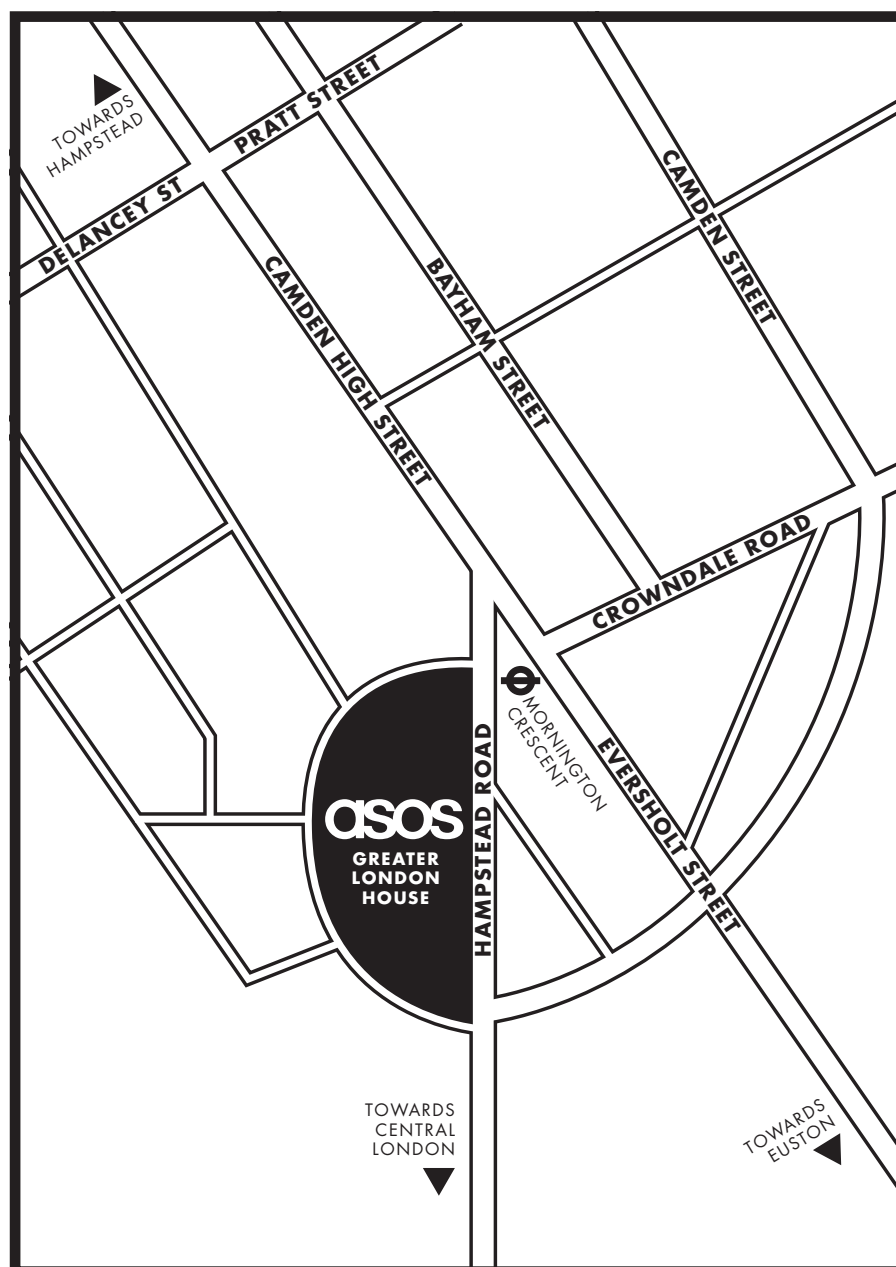 TOWARDS
HAMPSTEAD
PRATT STREET
DELANCEY ST
CAMDEN HIGH STREET
BAYHAM STREET
CAMDEN STREET
CROWNDALE ROAD
MORNINGTON
CRESCENT
EVERSHOLT STREET
HAMPSTEAD ROAD
asos
GREATER
LONDON
HOUSE
TOWARDS
CENTRAL
LONDON
TOWARDS
EUSTON